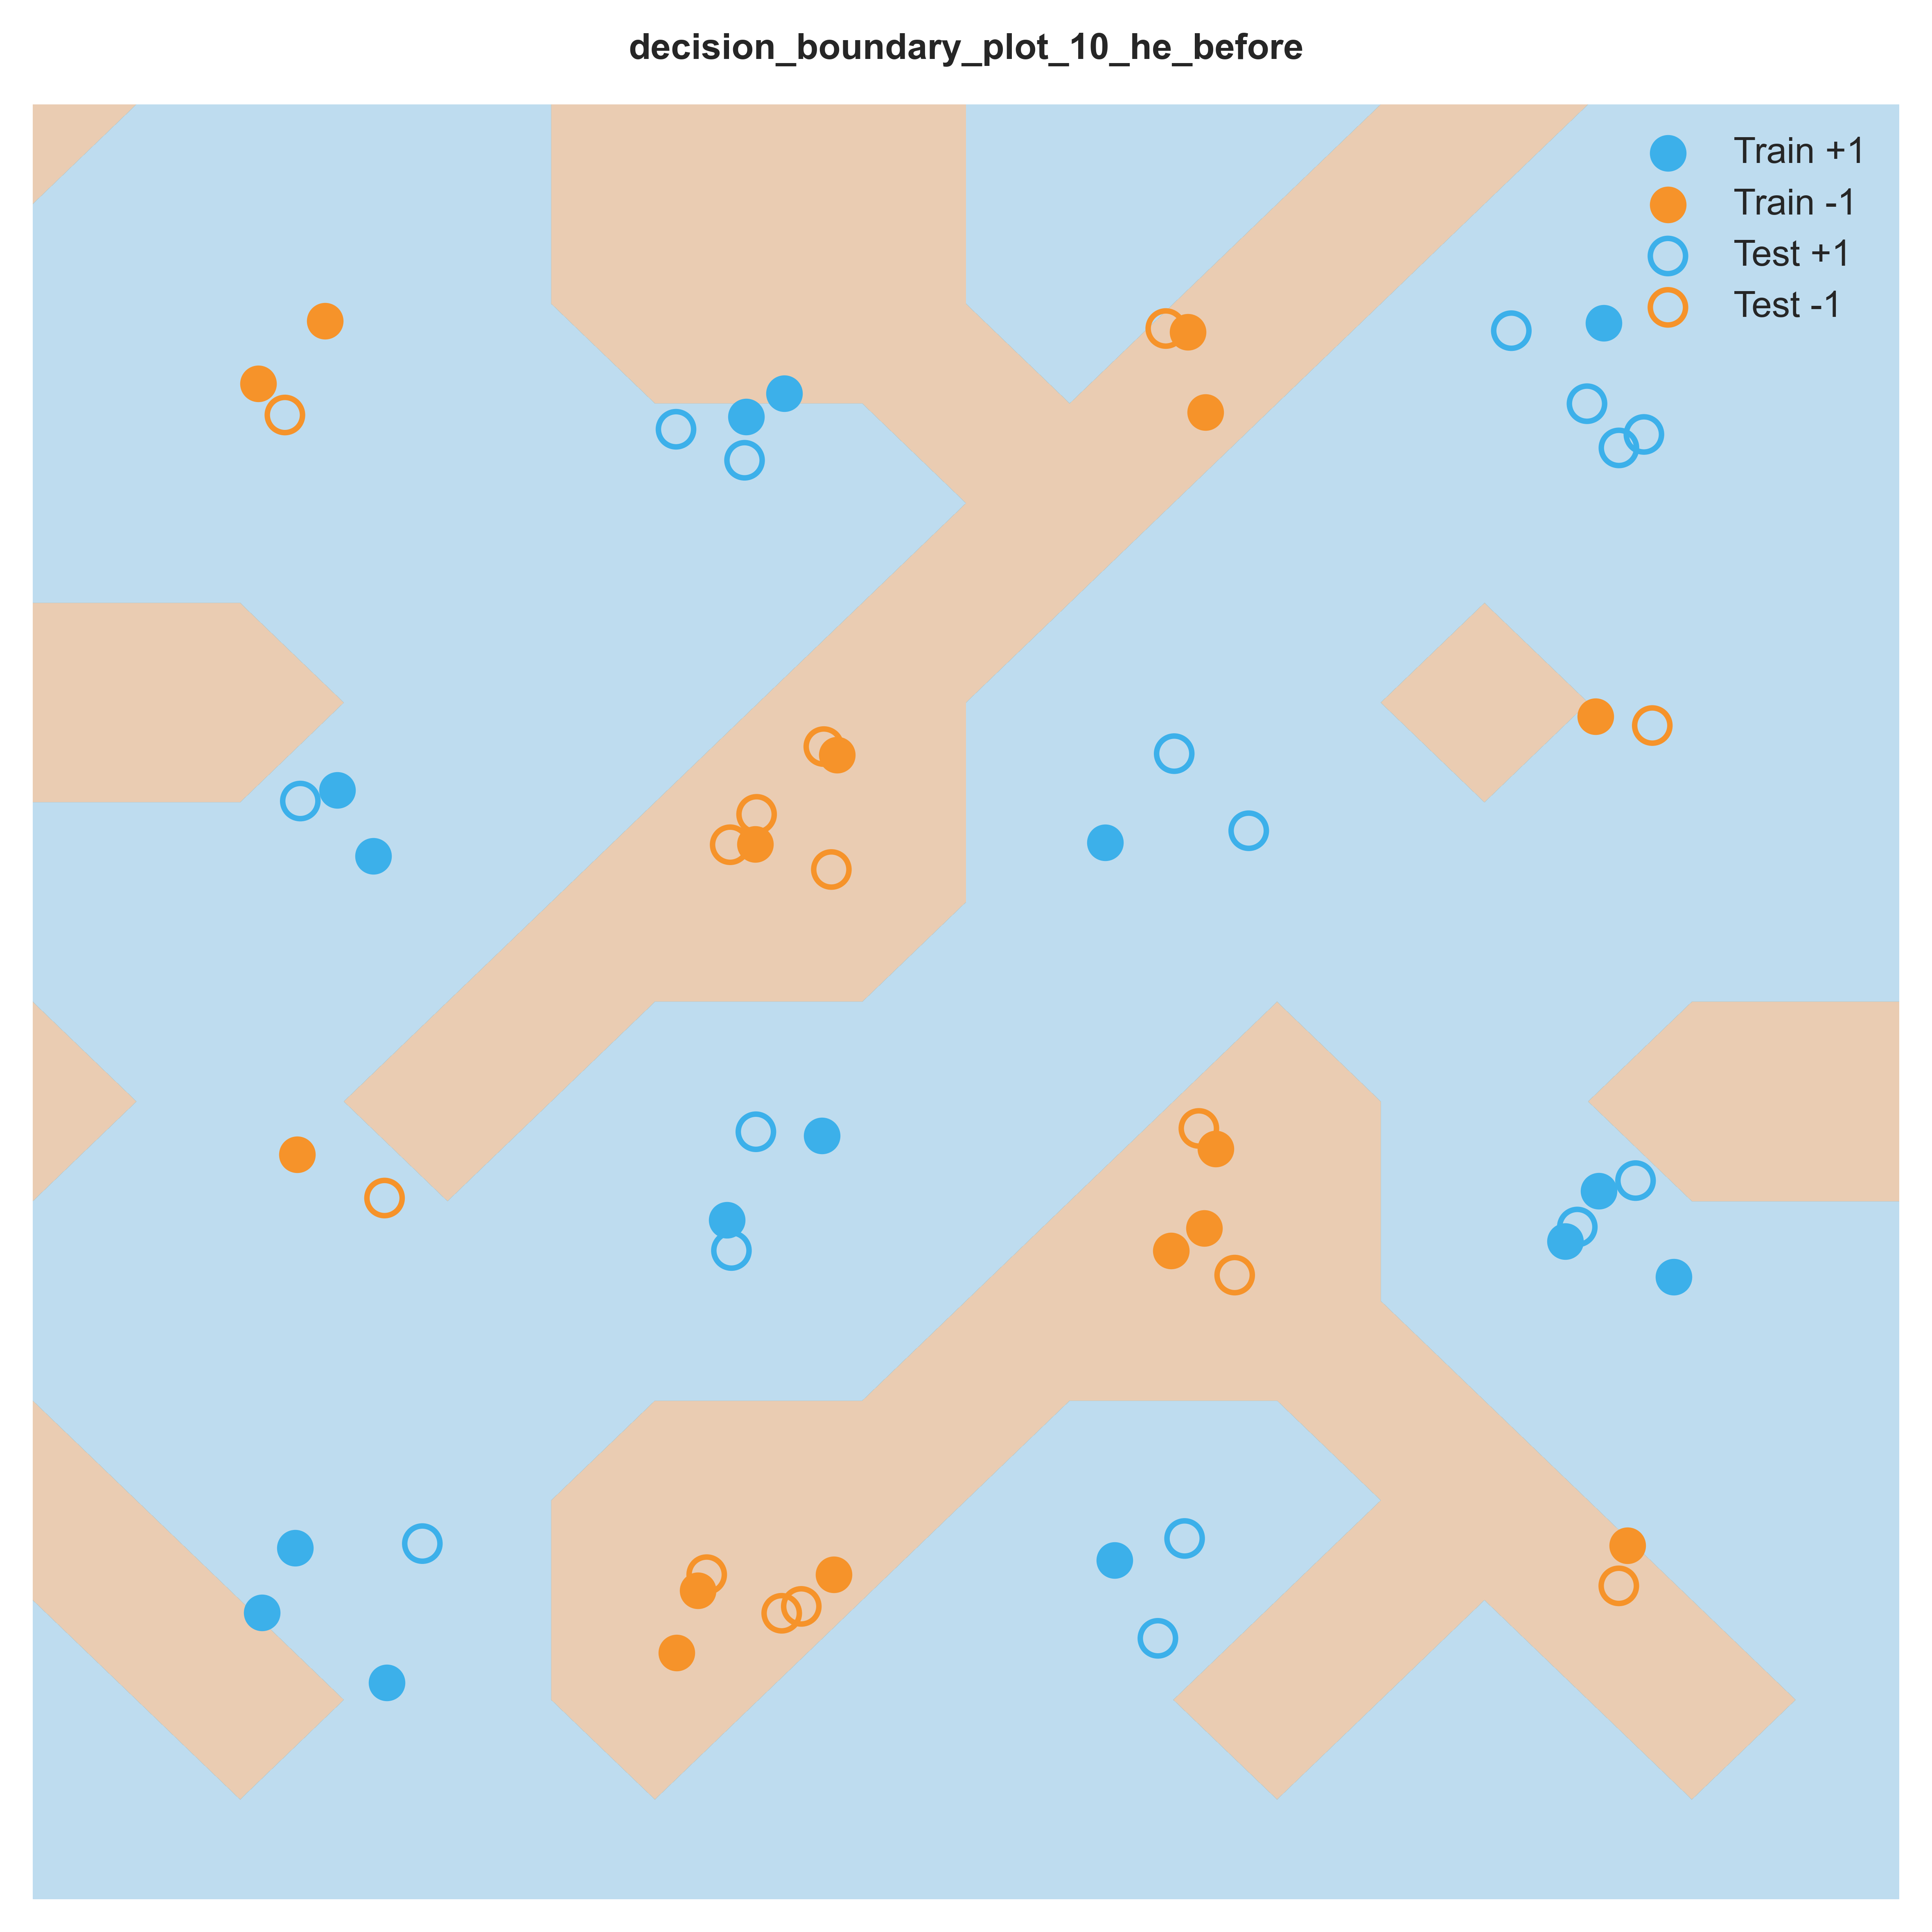 decision_boundary_plot_10_he_before
Train +1
Train -1
Test +1
Test -1